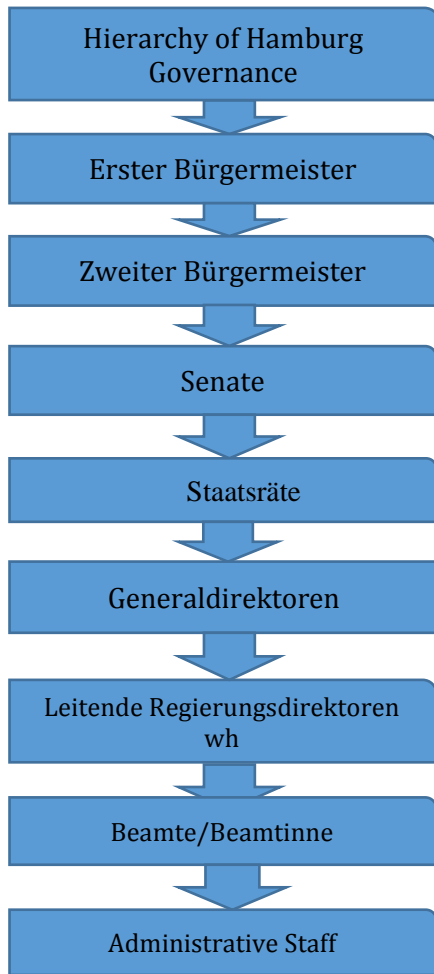 Hierarchy of Hamburg
Governance
Erster Bürgermeister
Zweiter Bürgermeister
Senate
Staatsräte
Generaldirektoren
Leitende Regierungsdirektoren
wh
Beamte/Beamtinne
Administrative Staff